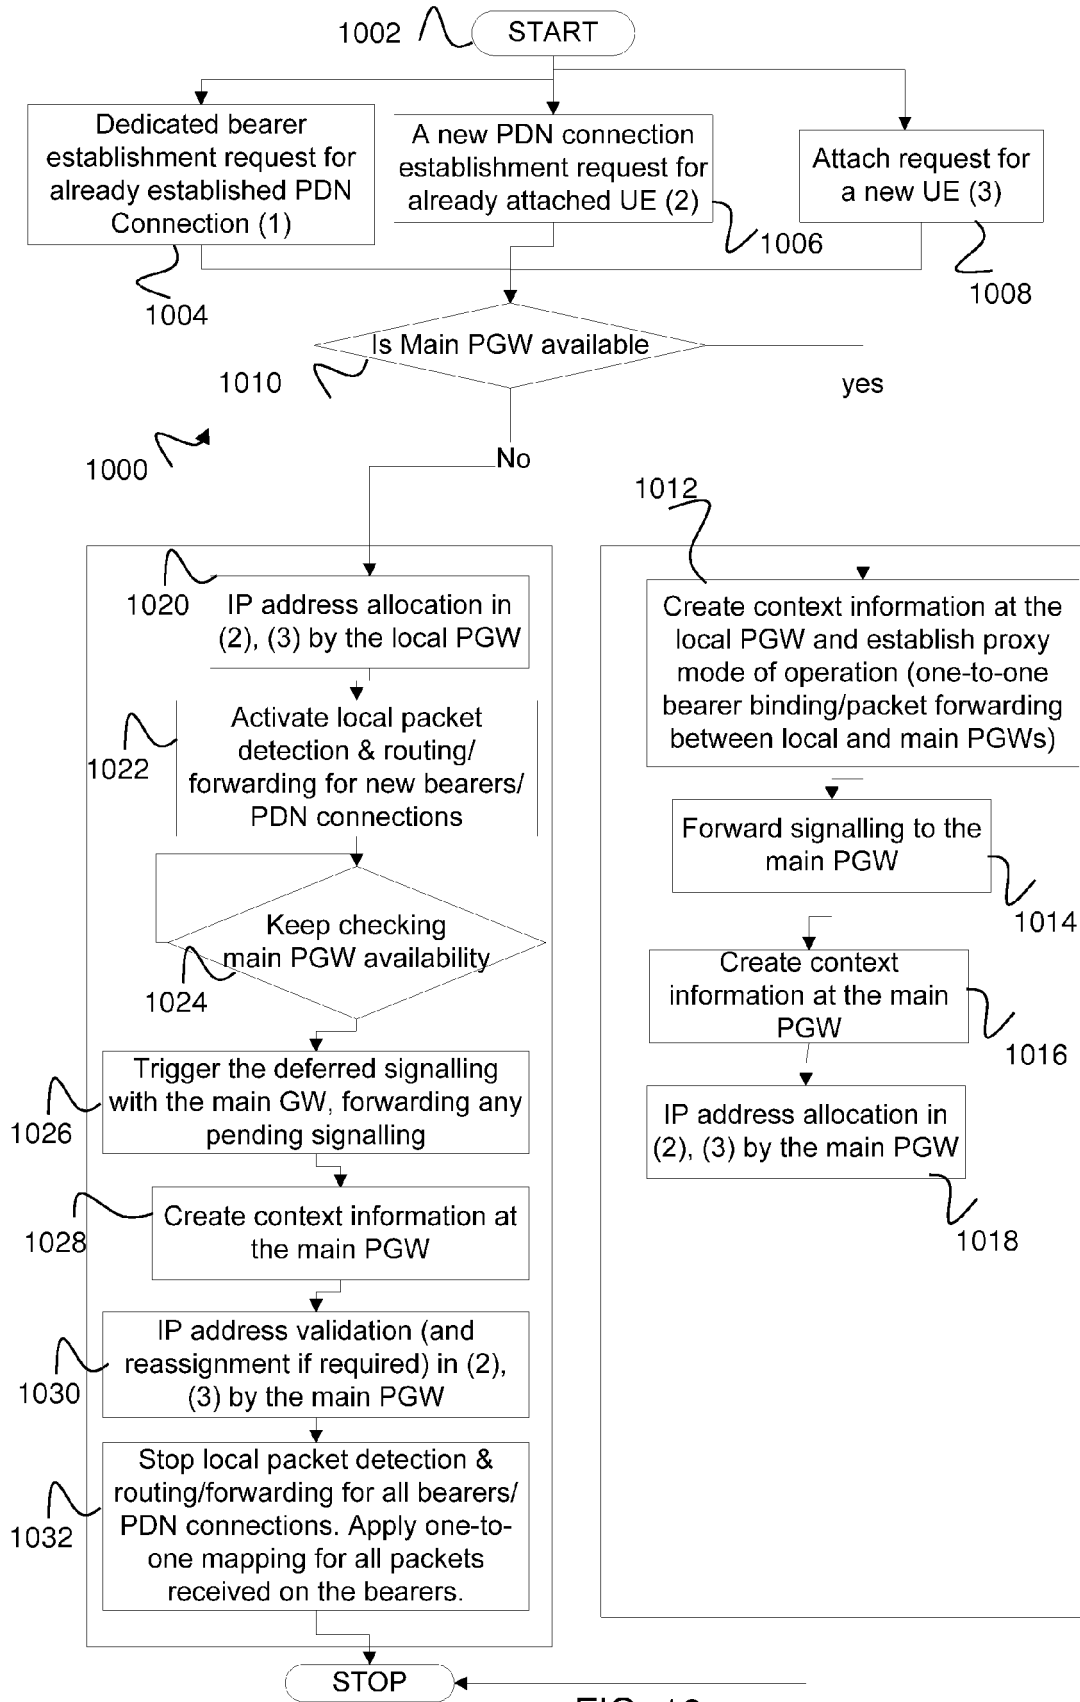 1002
START
Dedicated bearer
establishment request for
already established PDN
Connection (1)
A new PDN connection
establishment request for
already attached UE (2)
Attach request for
a new UE (3)
1004
1006
1008
Is Main PGW available
1010
yes
1000
No
1012
1020
IP address allocation in
(2), (3) by the local PGW
1022
Activate local packet
detection & routing/
forwarding for new bearers/
PDN connections
Keep checking
main PGW availability
1024
Trigger the deferred signalling
with the main GW, forwarding any
pending signalling
1026
Create context information at
the main PGW
1028
IP address validation (and
reassignment if required) in (2),
(3) by the main PGW
1030
Stop local packet detection &
routing/forwarding for all bearers/
PDN connections. Apply one-to-
one mapping for all packets
received on the bearers.
1032
STOP
Create context information at the
local PGW and establish proxy
mode of operation (one-to-one
bearer binding/packet forwarding
between local and main PGWs)
Forward signalling to the
main PGW
1014
Create context
information at the main
PGW
1016
IP address allocation in
(2), (3) by the main PGW
1018